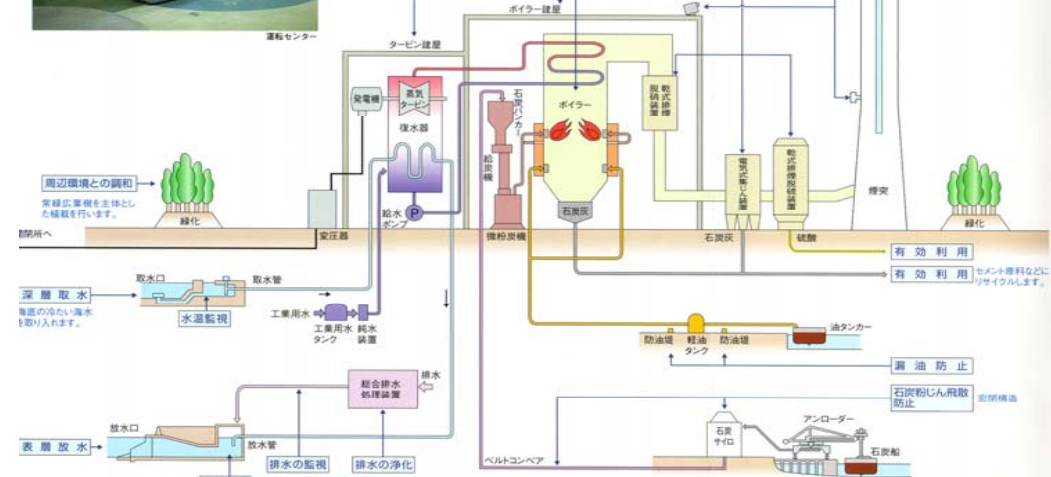 運転センター
ボイラー建屋
タービン建屋
発電機
蒸気
タービン
復水器
石炭バンカー
給炭機
ボイラー
乾式排煙
脱硝装置
電気式集じん装置
乾式排煙脱硫装置
煙突
周辺環境との調和
常緑広葉樹を主体とし
た植栽を行います。
緑化
変圧器
給水
ポンプ
P
微粉炭機
石炭灰
石炭灰
硫酸
緑化
開閉所へ
有効利用
有効利用
セメント原料などに
リサイクルします。
取水口
取水管
深層取水
海底の冷たい海水
を取り入れます。
水温監視
工業用水
工業用水
タンク
純水
装置
防油堤
軽油
タンク
防油堤
油タンカー
漏油防止
総合排水
処理装置
排水
石炭粉じん飛散
防止
密閉構造
放水口
表層放水
放水管
排水の監視
排水の浄化
ベルトコンベア
石炭
サイロ
アンローダー
石炭船